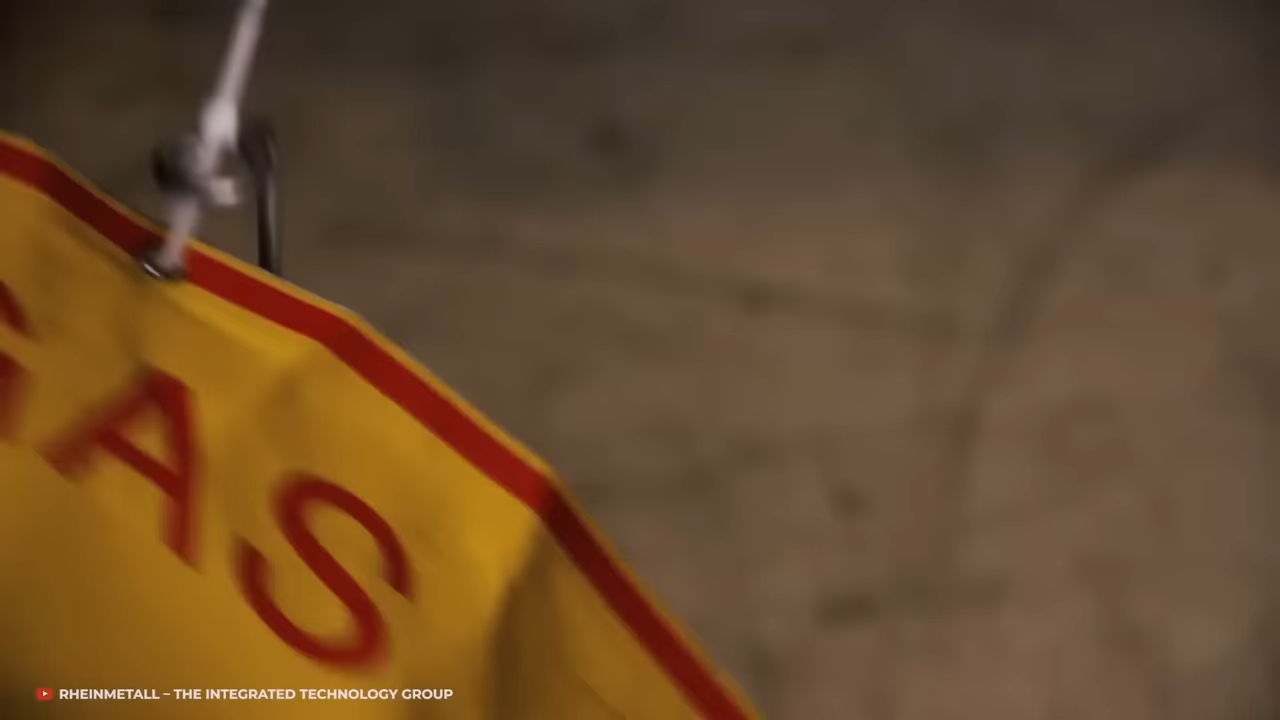 AS
RHEINMETALL – THE INTEGRATED TECHNOLOGY GROUP